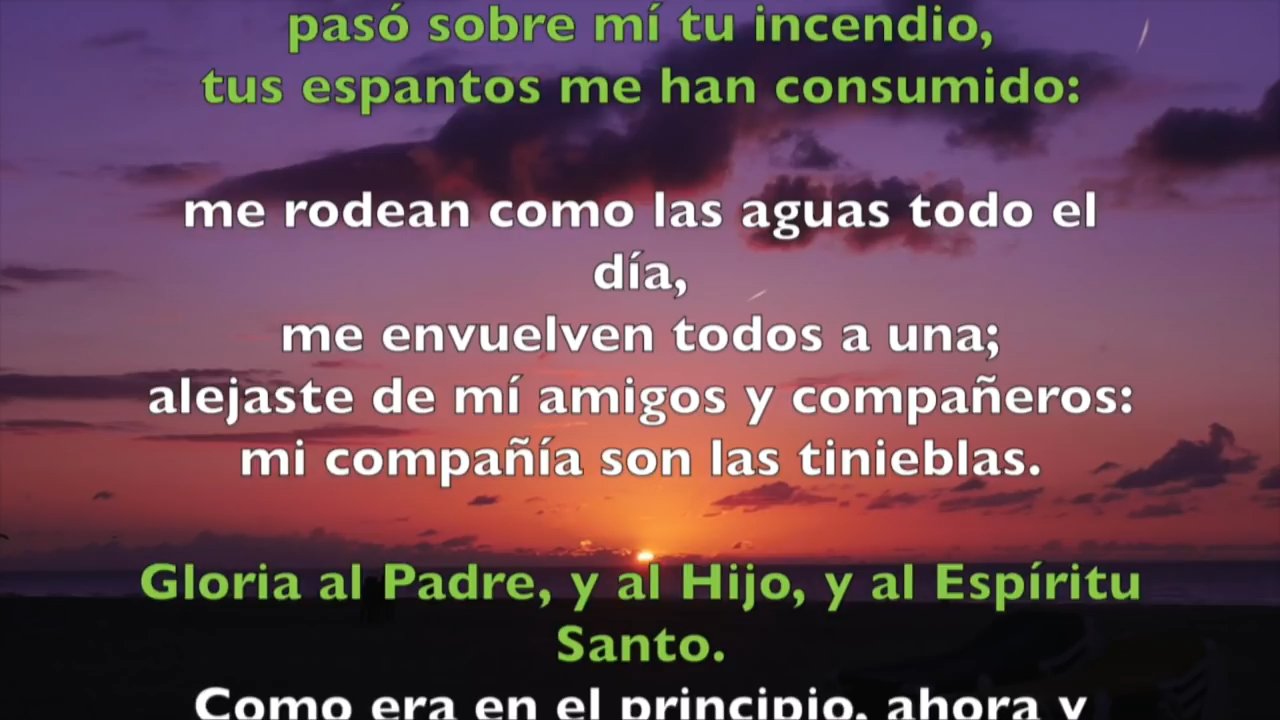 pasó sobre mí tu incendio,
tus espantos me han consumido:
me rodean como las aguas todo el
día,
me envuelven todos a una;
alejaste de mí amigos y compañeros:
mi compañía son las tinieblas.
Gloria al Padre, y al Hijo, y al Espíritu
Santo.
Como era en el principio, ahora y